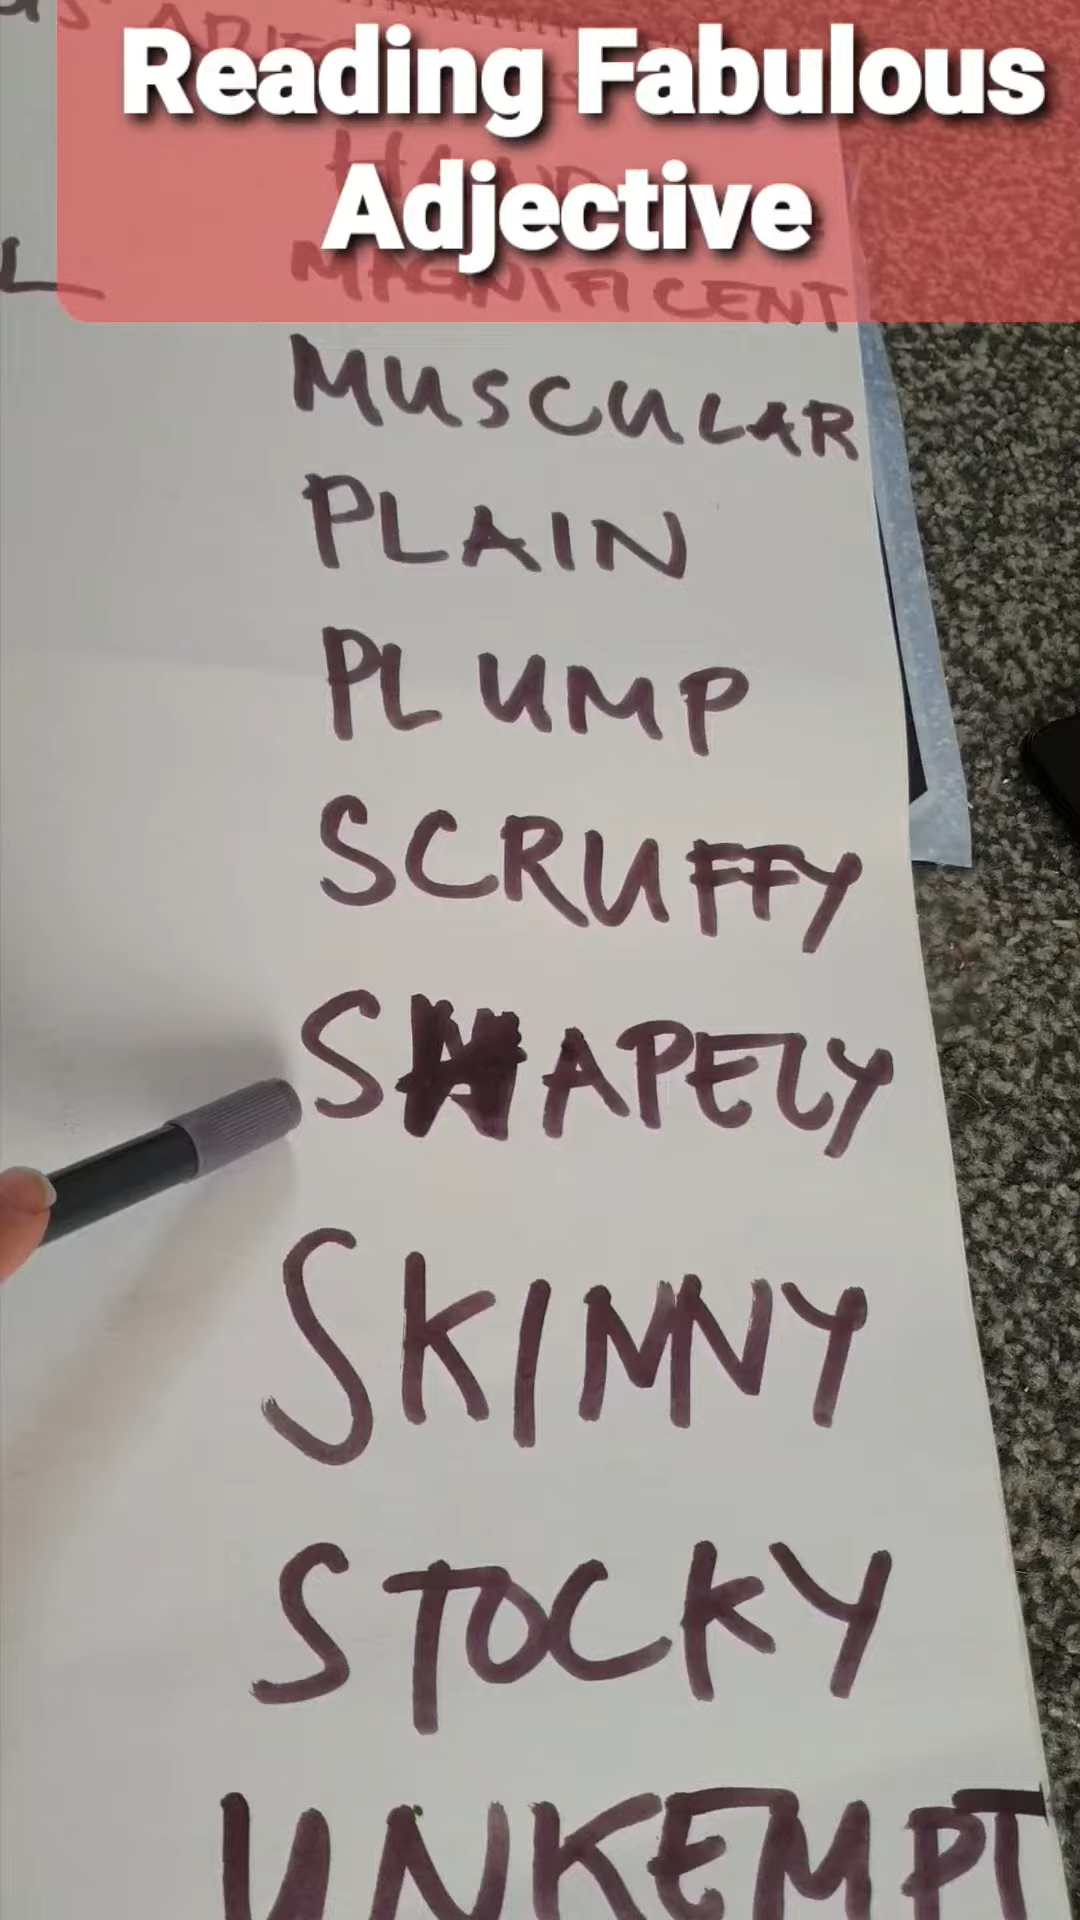 Reading Fabulous
Adjective
MAGNIFICENT
MUSCULAR
PLAIN
PLUMP
SCRUFFY
SHAPELY
SKINNY
STOCKY
UNKEMPT